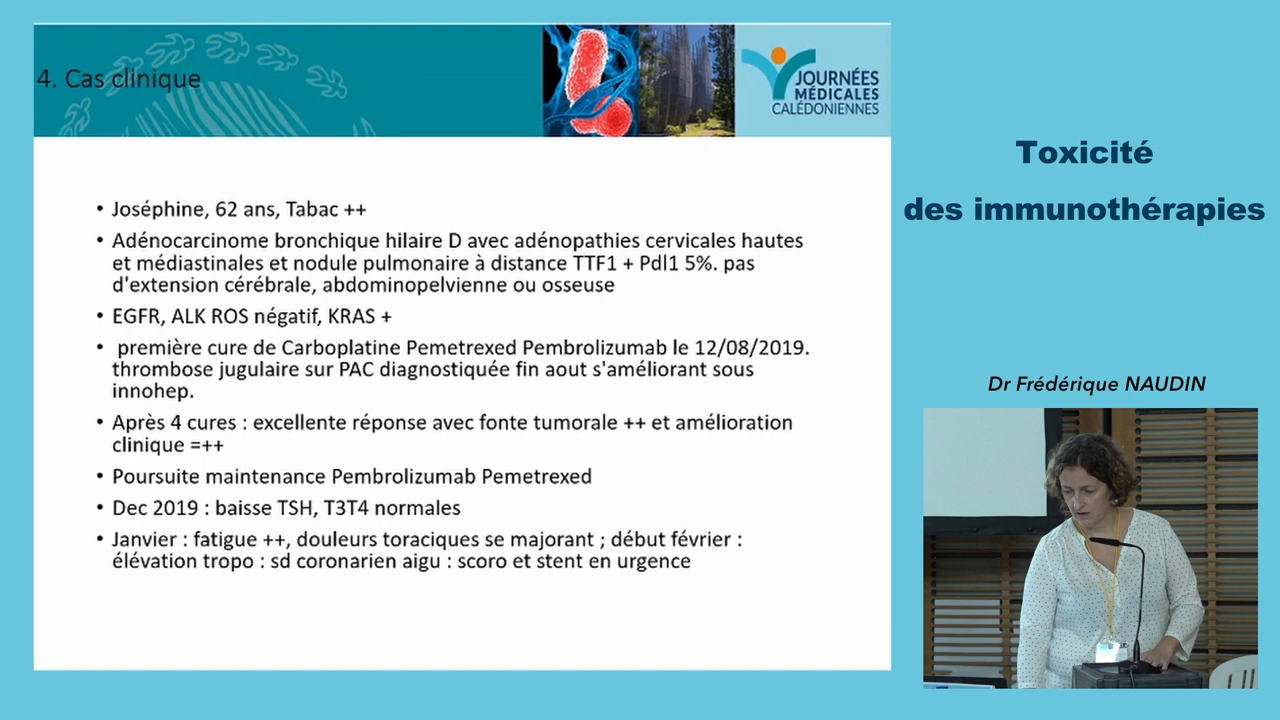 4. Cas clinique
JOURNÉES
MÉDICALES
CALÉDONIENNES
• Joséphine, 62 ans, Tabac ++
• Adénocarcinome bronchique hilaire D avec adénopathies cervicales hautes
et médiastinales et nodule pulmonaire à distance TTF1 + Pdl1 5%. pas
d'extension cérébrale, abdominopelvienne ou osseuse
• EGFR, ALK ROS négatif, KRAS +
• première cure de Carboplatine Pemetrexed Pembrolizumab le 12/08/2019.
thrombose jugulaire sur PAC diagnostiquée fin aout s'améliorant sous
innohep.
• Après 4 cures : excellente réponse avec fonte tumorale ++ et amélioration
clinique =++
• Poursuite maintenance Pembrolizumab Pemetrexed
• Dec 2019 : baisse TSH, T3T4 normales
• Janvier : fatigue ++, douleurs toraciques se majorant ; début février :
élévation tropo : sd coronarien aigu : scoro et stent en urgence
Toxicité
des immunothérapies
Dr Frédérique NAUDIN